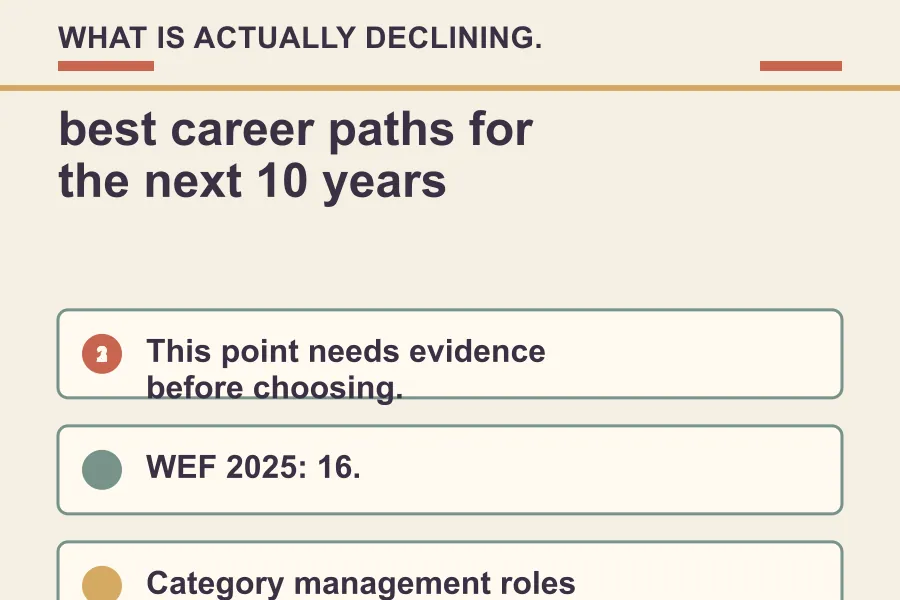 WHAT IS ACTUALLY DECLINING.
best career paths for
the next 10 years
This point needs evidence
before choosing.
WEF 2025: 16.
Category management roles